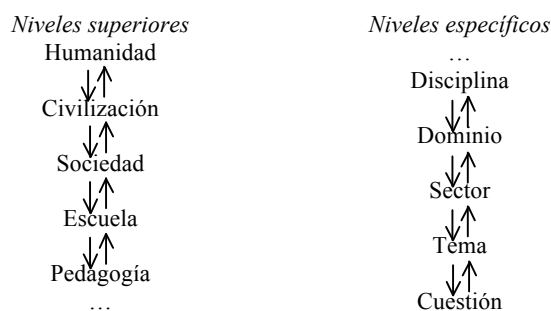 Niveles superiores
Humanidad
Civilización
Sociedad
Escuela
Pedagogía
…
Niveles específicos
…
Disciplina
Dominio
Sector
Tema
Cuestión